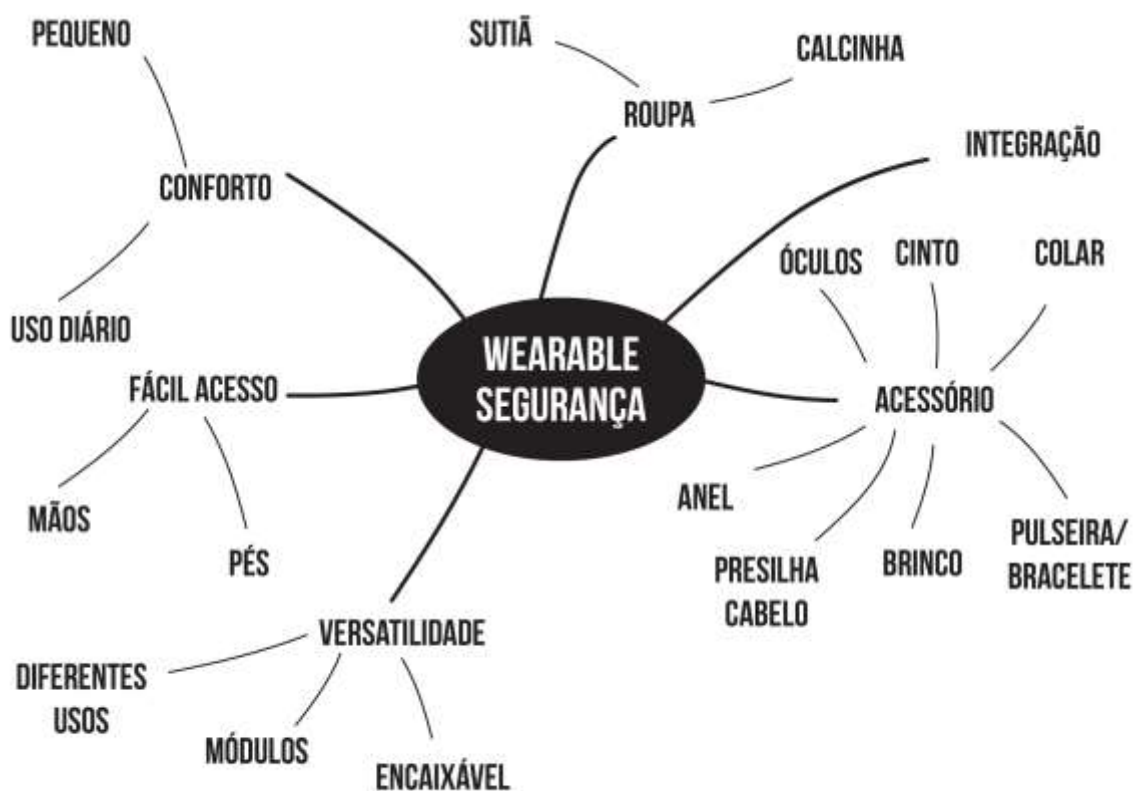 PEQUENO
SUTIÃ
CALCINHA
ROUPA
INTEGRAÇÃO
CONFORTO
ÓCULOS
CINTO
COLAR
USO DIÁRIO
WEARABLE
SEGURANÇA
FÁCIL ACESSO
ACESSÓRIO
MÃOS
PÉS
ANEL
PRESILHA
CABELO
BRINCO
PULSEIRA/
BRACELETE
VERSATILIDADE
DIFERENTES
USOS
MÓDULOS
ENCAIXÁVEL